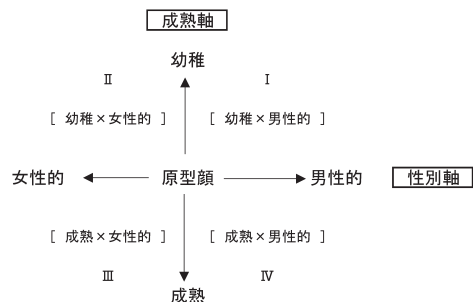 成熟軸
幼稚
Ⅱ Ⅰ
[ 幼稚×女性的 ] [ 幼稚×男性的 ]
女性的 原型顔 男性的 性別軸
[ 成熟×女性的 ] [ 成熟×男性的 ]
Ⅲ Ⅳ
成熟